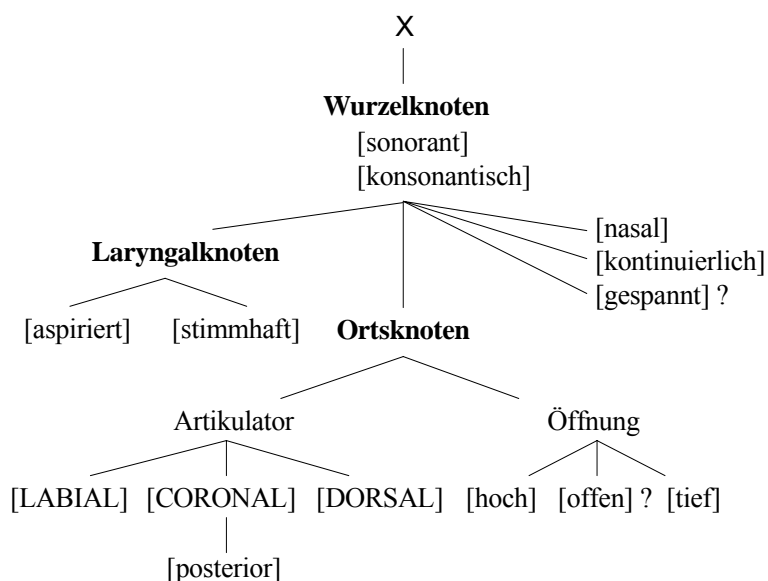 X
Wurzelknoten
[sonorant]
[konsonantisch]
[nasal]
Laryngalknoten
[kontinuierlich]
[gespannt] ?
[aspiriert] [stimmhaft] Ortsknoten
Artikulator Öffnung
[LABIAL] [CORONAL] [DORSAL] [hoch] [offen] ? [tief]
[posterior]